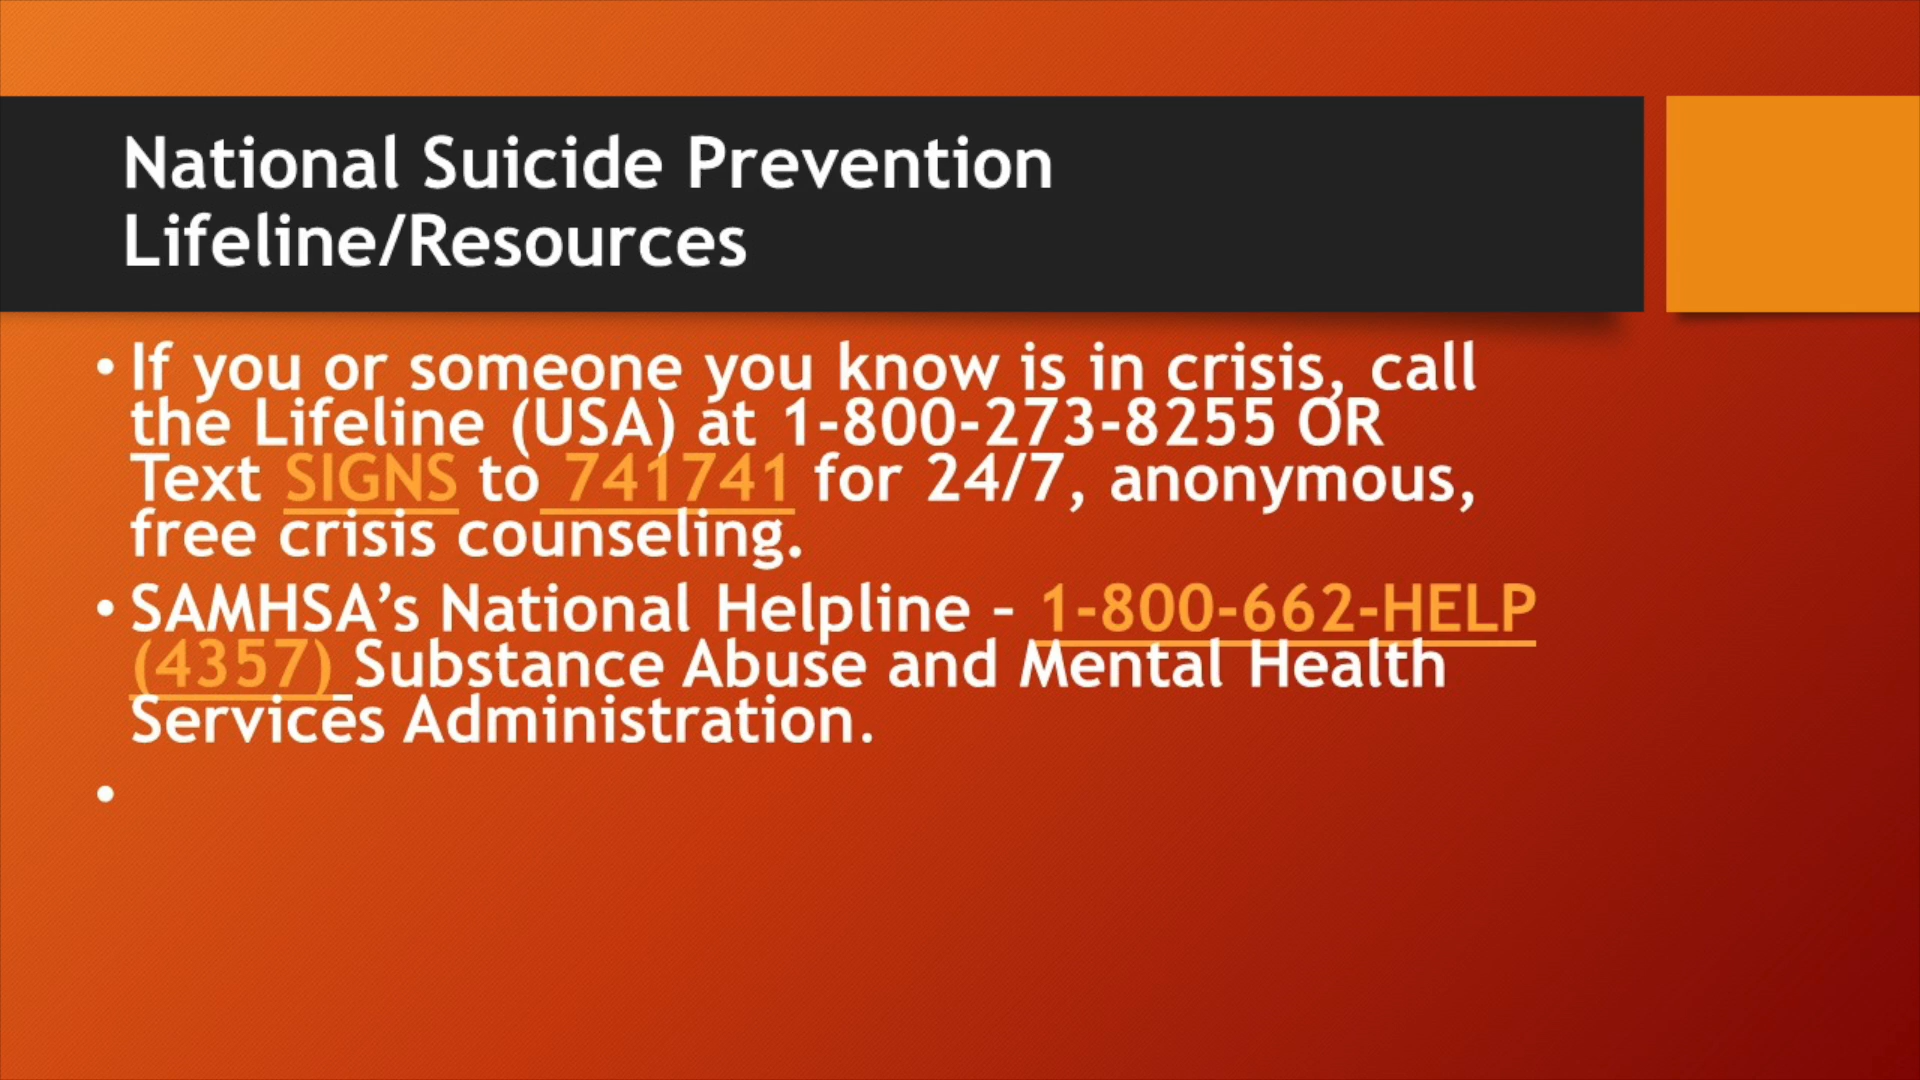 National Suicide Prevention
Lifeline/Resources
• If you or someone you know is in crisis, call
the Lifeline (USA) at 1-800-273-8255 OR
Text SIGNS to 741741 for 24/7, anonymous,
free crisis counseling.
• SAMHSA’s National Helpline – 1-800-662-HELP
(4357) Substance Abuse and Mental Health
Services Administration.
•